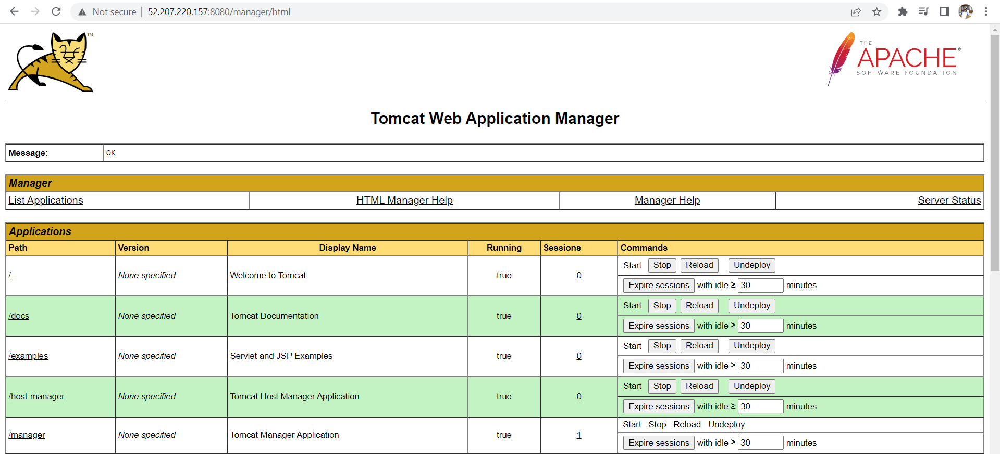 Not secure | 52.207.220.157:8080/manager/html
TM
THE
APACHE®
SOFTWARE FOUNDATION
Tomcat Web Application Manager
Message: OK
Manager
List Applications HTML Manager Help Manager Help Server Status
Applications
Path Version Display Name Running Sessions Commands
/ None specified Welcome to Tomcat true 0 Start Stop Reload Undeploy
Expire sessions with idle ≥ 30 minutes
/docs None specified Tomcat Documentation true 0 Start Stop Reload Undeploy
Expire sessions with idle ≥ 30 minutes
/examples None specified Servlet and JSP Examples true 0 Start Stop Reload Undeploy
Expire sessions with idle ≥ 30 minutes
/host-manager None specified Tomcat Host Manager Application true 0 Start Stop Reload Undeploy
Expire sessions with idle ≥ 30 minutes
/manager None specified Tomcat Manager Application true 1 Start Stop Reload Undeploy
Expire sessions with idle ≥ 30 minutes